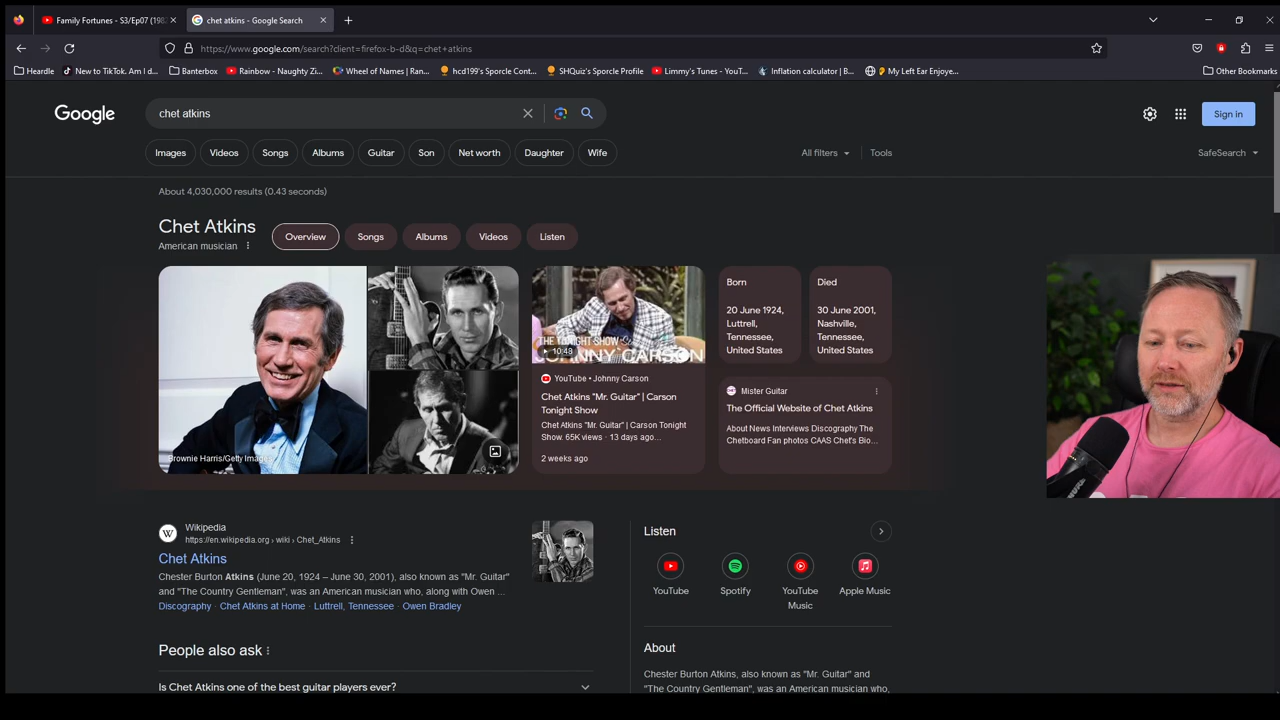 Family Fortunes - S3/Ep07 (198
chet atkins - Google Search
https://www.google.com/search?client=firefox-b-d&q=chet+atkins
Heardle
New to TikTok, Am I d...
Banterbox
Rainbow - Naughty Zi...
Wheel of Names | Ran...
hcd199's Sporcle Cont...
SHQuiz's Sporcle Profile
Limmy's Tunes - YouT...
Inflation calculator | B...
My Left Ear Enjoye...
Other Bookmarks
Google
chet atkins
Sign in
Images
Videos
Songs
Albums
Guitar
Son
Net worth
Daughter
Wife
All filters
Tools
SafeSearch
About 4,030,000 results (0.43 seconds)
Chet Atkins
American musician
Overview
Songs
Albums
Videos
Listen
Brownie Harris/Getty Images
THE TONIGHT SHOW
JOHNNY CARSON
10:48
YouTube • Johnny Carson
Chet Atkins "Mr. Guitar" | Carson
Tonight Show
Chet Atkins "Mr. Guitar" | Carson Tonight
Show. 65K views · 13 days ago...
2 weeks ago
Born
20 June 1924,
Luttrell,
Tennessee,
United States
Died
30 June 2001,
Nashville,
Tennessee,
United States
Mister Guitar
The Official Website of Chet Atkins
About News Interviews Discography The
Chetboard Fan photos CAAS Chet's Bio...
W
Wikipedia
https://en.wikipedia.org › wiki › Chet_Atkins
Chet Atkins
Chester Burton Atkins (June 20, 1924 – June 30, 2001), also known as "Mr. Guitar"
and "The Country Gentleman", was an American musician who, along with Owen ...
Discography · Chet Atkins at Home · Luttrell, Tennessee · Owen Bradley
People also ask
Is Chet Atkins one of the best guitar players ever?
Listen
YouTube
Spotify
YouTube
Music
Apple Music
About
Chester Burton Atkins, also known as "Mr. Guitar" and
"The Country Gentleman", was an American musician who,